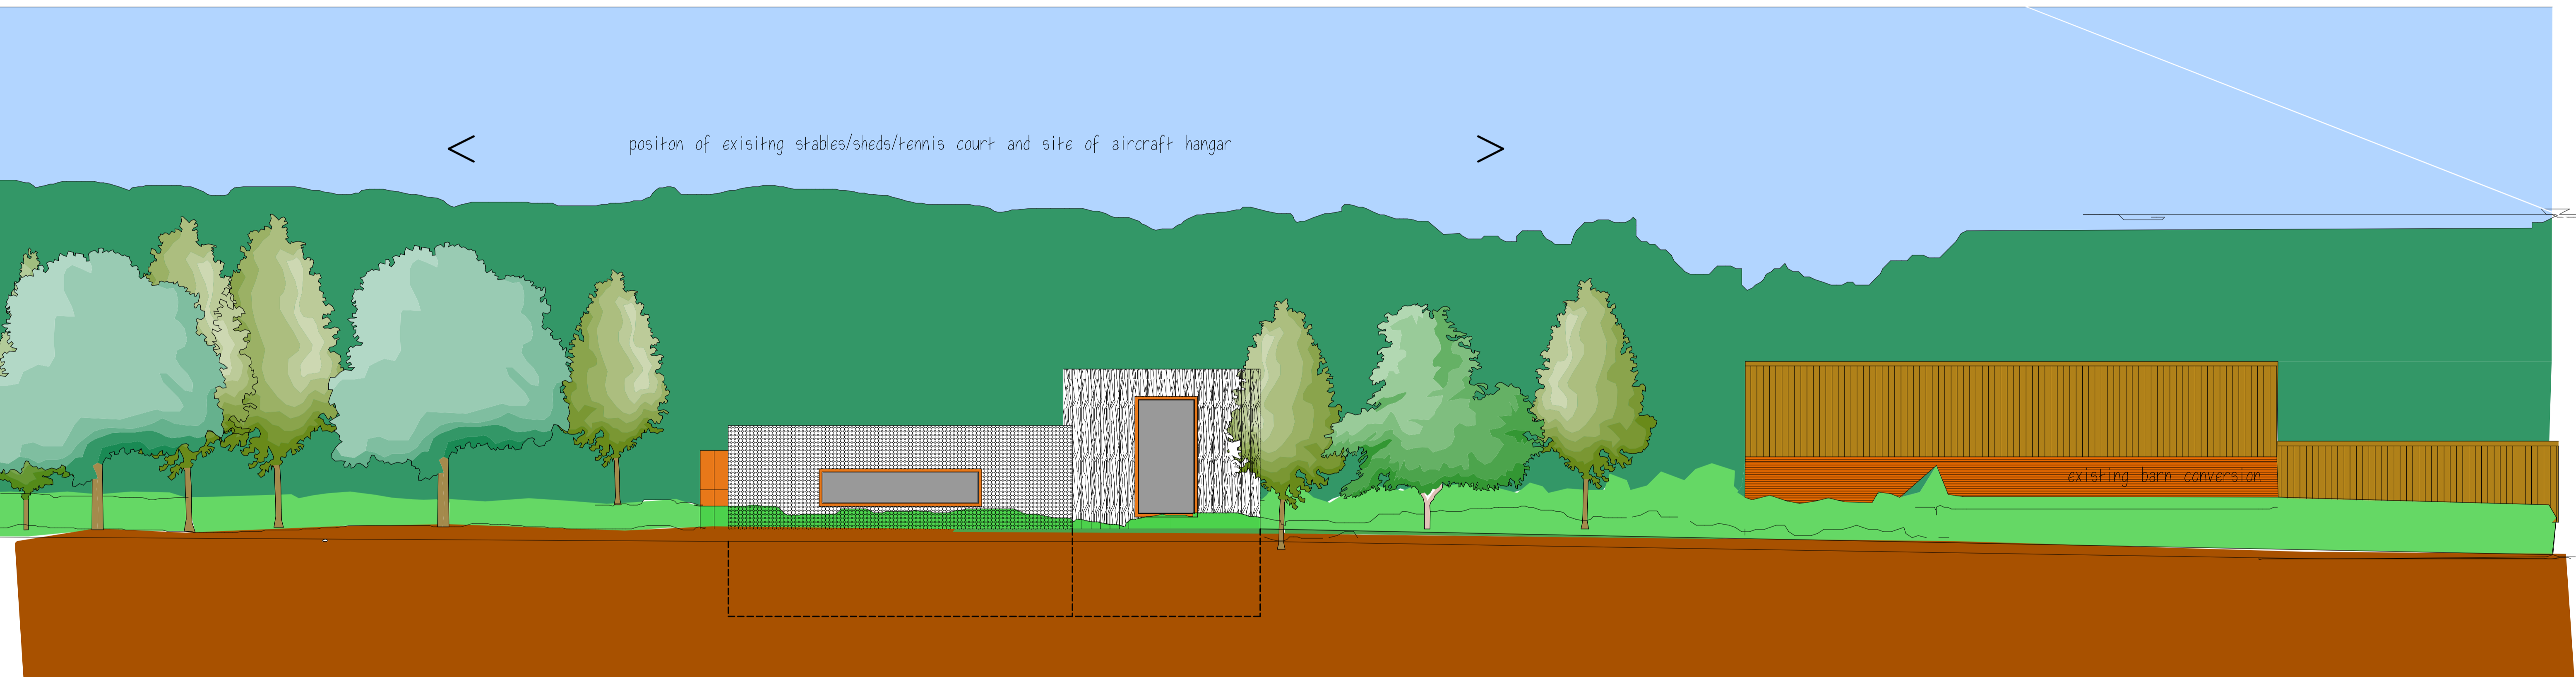 < positon of exisitng stables/sheds/tennis court and site of aircraft hangar >
existing barn conversion